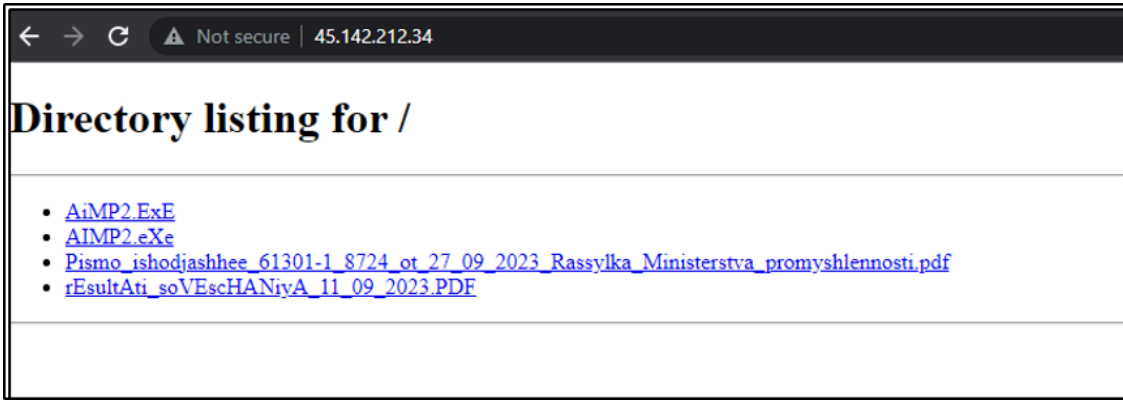 Not secure | 45.142.212.34
Directory listing for /
AiMP2.ExE
AIMP2.eXe
Pismo_ishodjashhee_61301-1_8724_ot_27_09_2023_Rassylka_Ministerstva_promyshlennosti.pdf
rEsultAti_soVEscHANiyA_11_09_2023.PDF